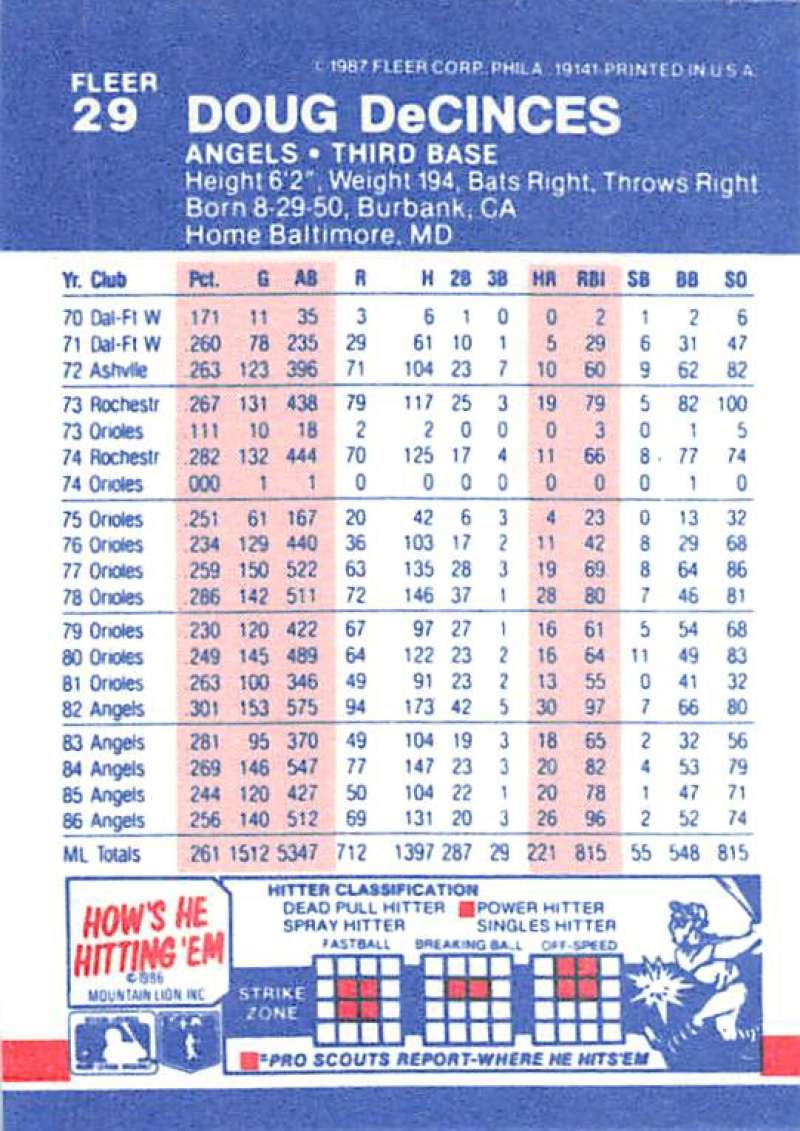 © 1987 FLEER CORP. PHILA. 19141-PRINTED IN U S A
FLEER
29 DOUG DeCINCES
ANGELS • THIRD BASE
Height 6'2", Weight 194, Bats Right, Throws Right
Born 8-29-50, Burbank, CA
Home Baltimore, MD
Yr. Club Pct. G AB R H 2B 3B HR RBI SB BB SO
70 Dal-Ft W .171 11 35 3 6 1 0 0 2 1 2 6
71 Dal-Ft W .260 78 235 29 61 10 1 5 29 6 31 47
72 Ashville .263 123 396 71 104 23 7 10 60 9 62 82
73 Rochestr .267 131 438 79 117 25 3 19 79 5 82 100
73 Orioles .111 10 18 2 2 0 0 0 3 0 1 5
74 Rochestr .282 132 444 70 125 17 4 11 66 8 77 74
74 Orioles .000 1 1 0 0 0 0 0 0 0 1 0
75 Orioles .251 61 167 20 42 6 3 4 23 0 13 32
76 Orioles .234 129 440 36 103 17 2 11 42 8 29 68
77 Orioles .259 150 522 63 135 28 3 19 69 8 64 86
78 Orioles .286 142 511 72 146 37 1 28 80 7 46 81
79 Orioles .230 120 422 67 97 27 1 16 61 5 54 68
80 Orioles .249 145 489 64 122 23 2 16 64 11 49 83
81 Orioles .263 100 346 49 91 23 2 13 55 0 41 32
82 Angels .301 153 575 94 173 42 5 30 97 7 66 80
83 Angels .281 95 370 49 104 19 3 18 65 2 32 56
84 Angels .269 146 547 77 147 23 3 20 82 4 53 79
85 Angels .244 120 427 50 104 22 1 20 78 1 47 71
86 Angels .256 140 512 69 131 20 3 26 96 2 52 74
ML Totals .261 1512 5347 712 1397 287 29 221 815 55 548 815
HOW'S HE
HITTING 'EM
© 1986
MOUNTAIN LION INC
HITTER CLASSIFICATION
DEAD PULL HITTER POWER HITTER
SPRAY HITTER SINGLES HITTER
FASTBALL BREAKING BALL OFF-SPEED
STRIKE
ZONE
=PRO SCOUTS REPORT-WHERE HE HITS'EM